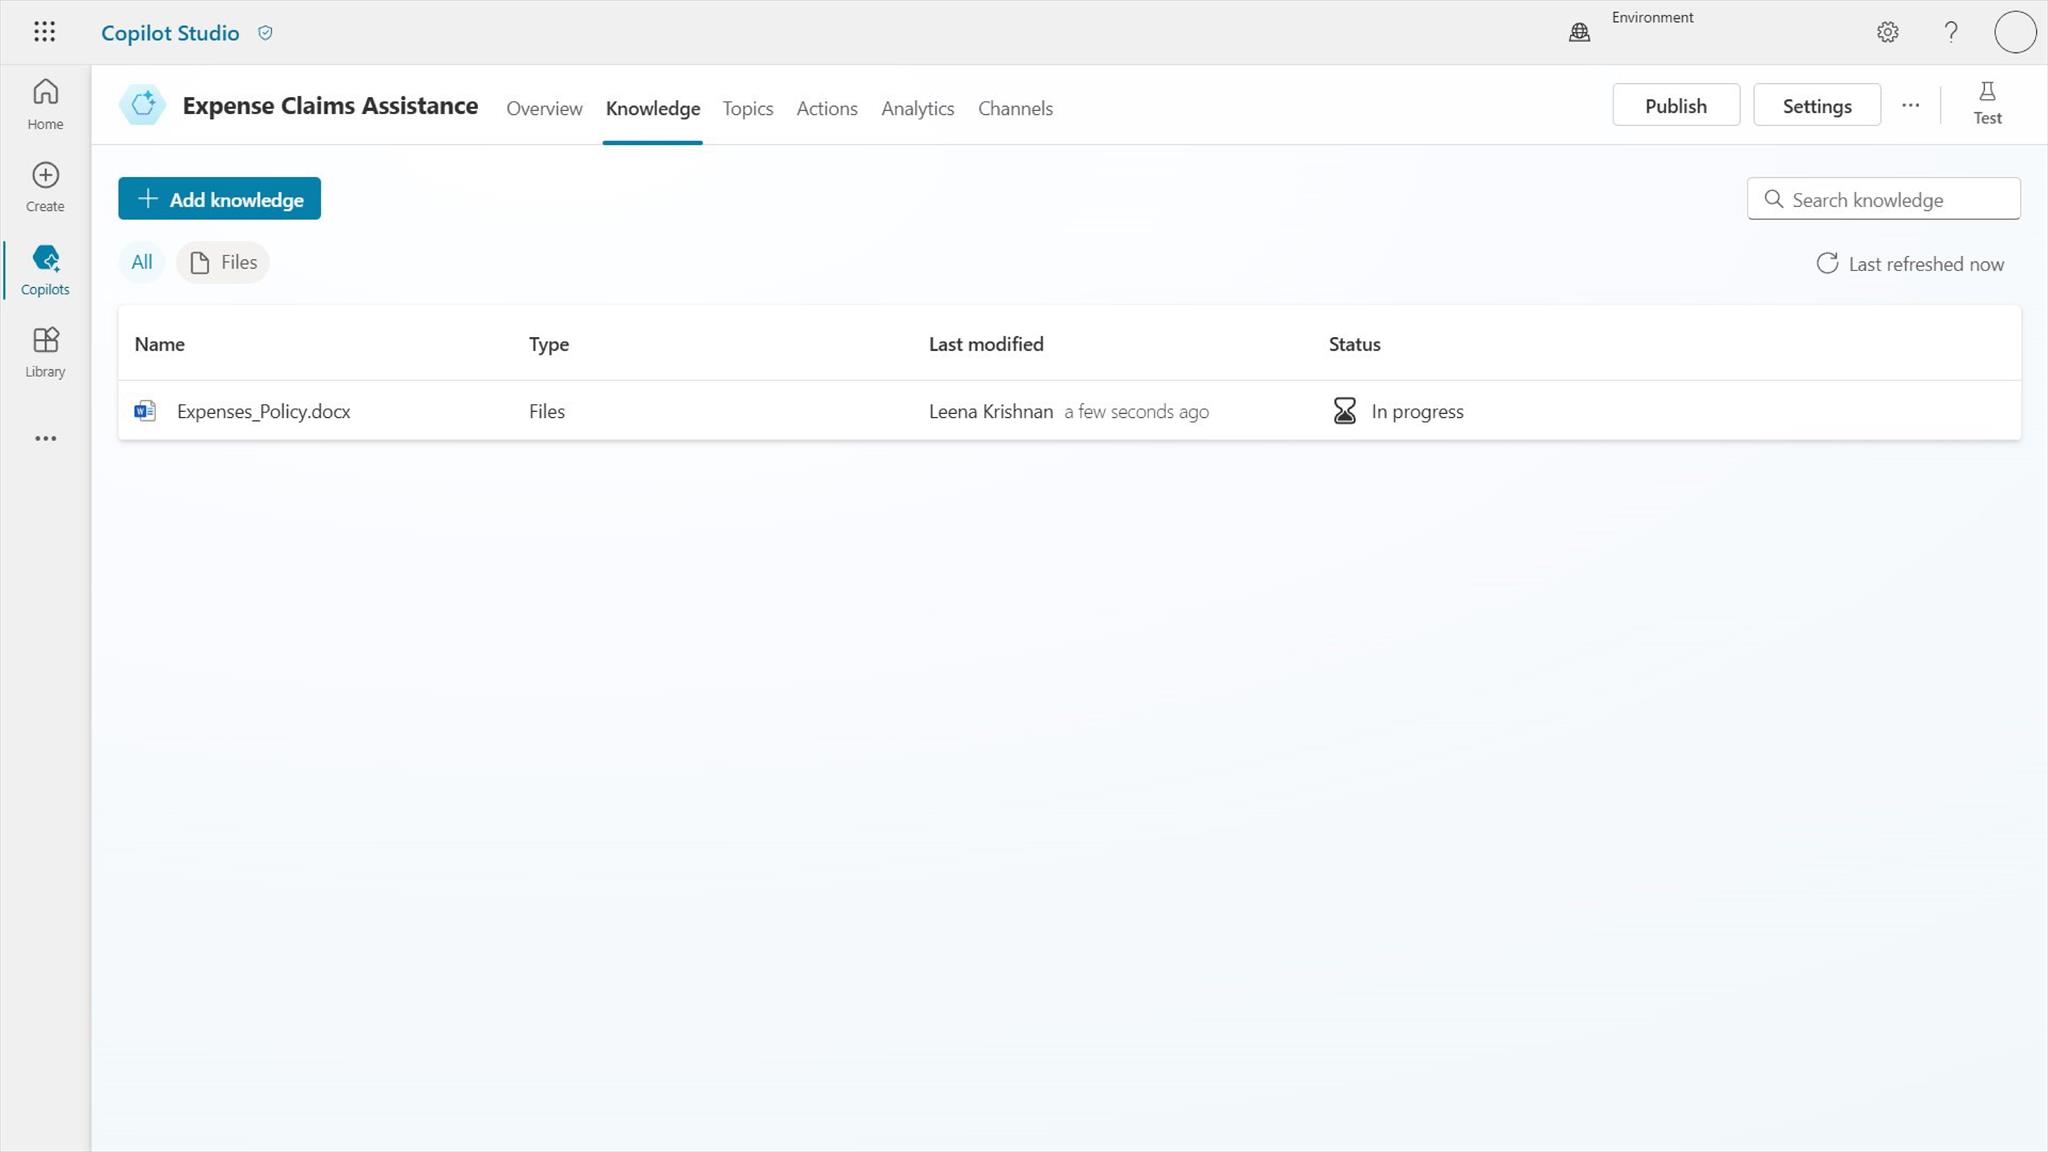 Copilot Studio
Environment
Home
Create
Copilots
Library
Expense Claims Assistance
Overview
Knowledge
Topics
Actions
Analytics
Channels
Publish
Settings
Test
Add knowledge
Search knowledge
All
Files
Last refreshed now
Name
Type
Last modified
Status
Expenses_Policy.docx
Files
Leena Krishnan a few seconds ago
In progress